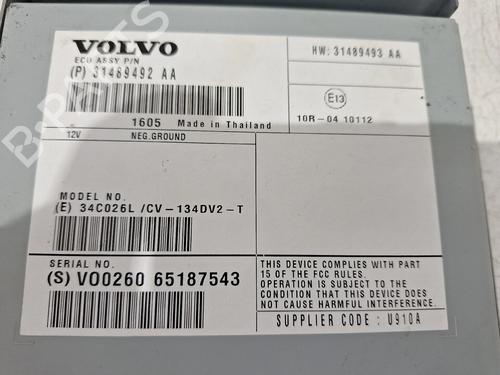 VOLVO
ECU ASSY P/N
(P) 31489492 AA
HW: 31489493 AA
E13
10R-04 10112
1605 Made in Thailand
12V NEG.GROUND
MODEL NO.
(E) 34C026L /CV-134DV2-T
SERIAL NO.
(S) VO0260 65187543
THIS DEVICE COMPLIES WITH PART
15 OF THE FCC RULES.
OPERATION IS SUBJECT TO THE
CONDITION THAT THIS DEVICE DOES
NOT CAUSE HARMFUL INTERFERENCE.
SUPPLIER CODE : U910A